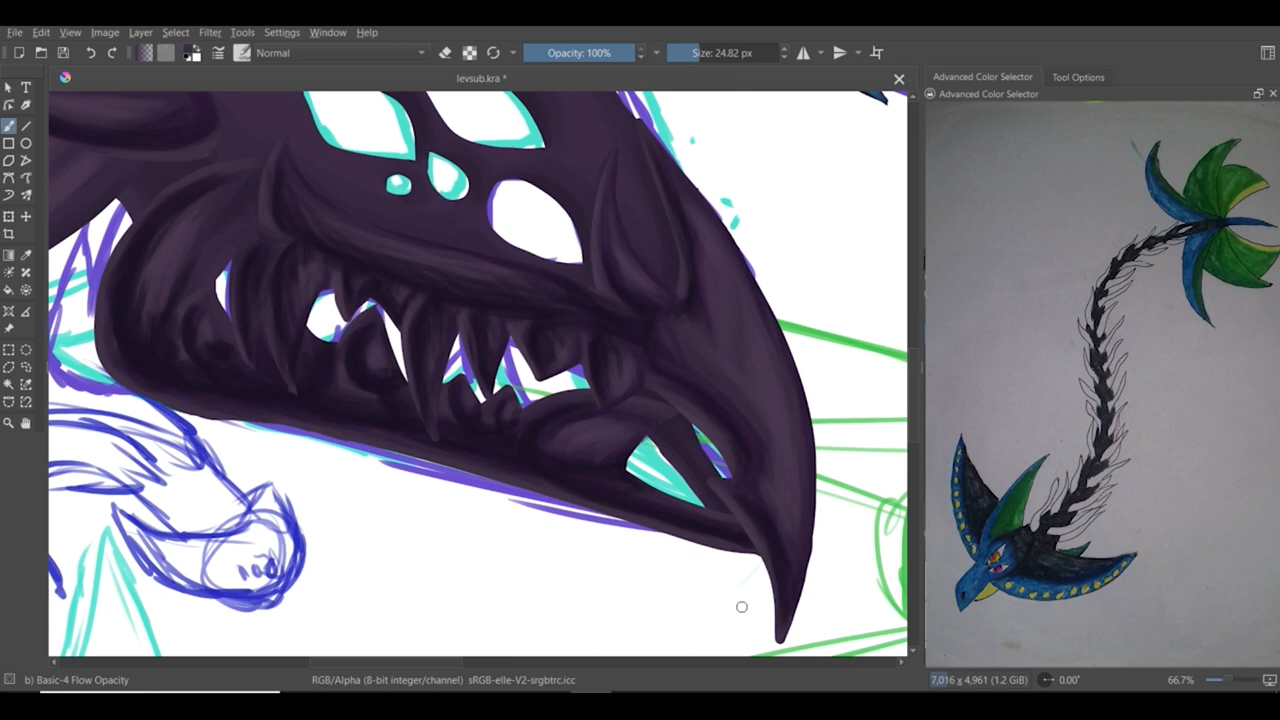 File Edit View Image Layer Select Filter Tools Settings Window Help
Normal Opacity: 100% Size: 24.82 px
levsub.kra *
Advanced Color Selector Tool Options
Advanced Color Selector
b) Basic-4 Flow Opacity RGB/Alpha (8-bit integer/channel) sRGB-elle-V2-srgbtrc.icc 7,016 x 4,961 (1.2 GiB) 0.00° 66.7%